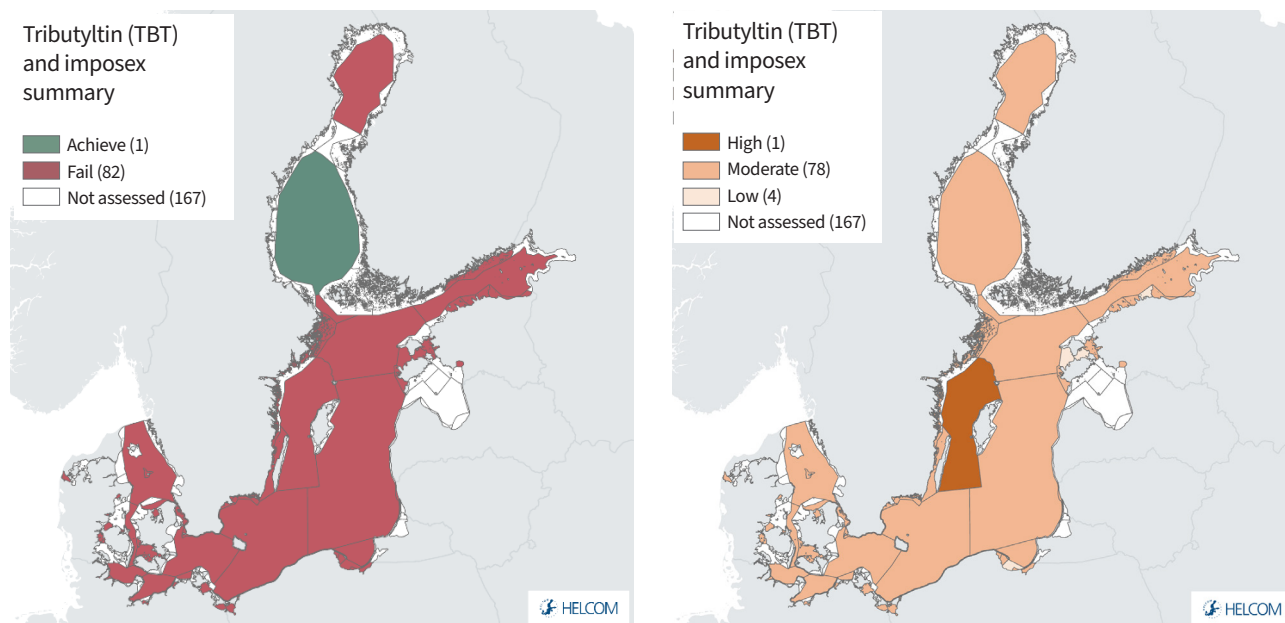 Tributyltin (TBT)
and imposex
summary
Achieve (1)
Fail (82)
Not assessed (167)
HELCOM
Tributyltin (TBT)
and imposex
summary
High (1)
Moderate (78)
Low (4)
Not assessed (167)
HELCOM